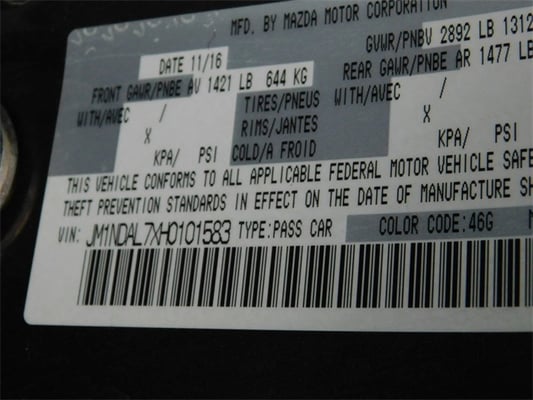 MFD. BY MAZDA MOTOR CORPORATION
DATE 11/16
GVWR/PNBV 2892 LB 1312
FRONT GAWR/PNBE AV 1421 LB 644 KG
REAR GAWR/PNBE AR 1477 LB
WITH/AVEC /
TIRES/PNEUS
WITH/AVEC /
X
RIMS/JANTES
X
KPA/ PSI
COLD/A FROID
KPA/ PSI
THIS VEHICLE CONFORMS TO ALL APPLICABLE FEDERAL MOTOR VEHICLE SAFE
THEFT PREVENTION STANDARDS IN EFFECT ON THE DATE OF MANUFACTURE SH
VIN: JM1NDAL7XH0101583 TYPE:PASS CAR COLOR CODE:46G